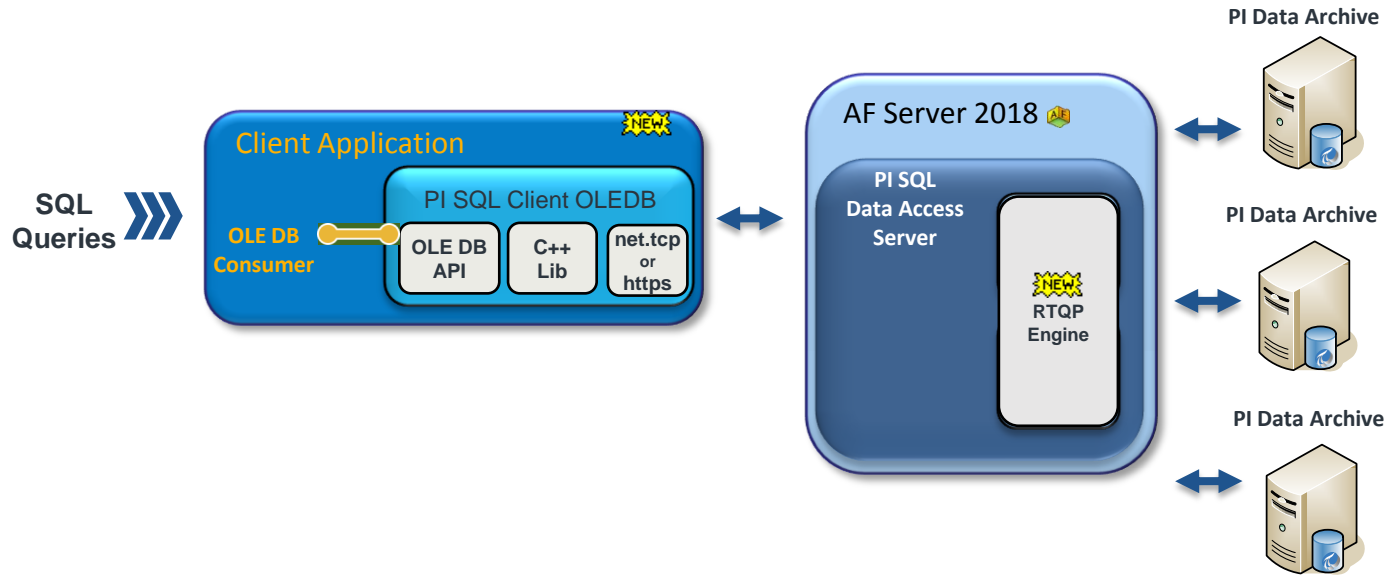 SQL
Queries
Client Application
NEW
PI SQL Client OLEDB
OLE DB
Consumer
OLE DB
API
C++
Lib
net.tcp
or
https
AF Server 2018
AF
PI SQL
Data Access
Server
NEW
RTQP
Engine
PI Data Archive
PI Data Archive
PI Data Archive